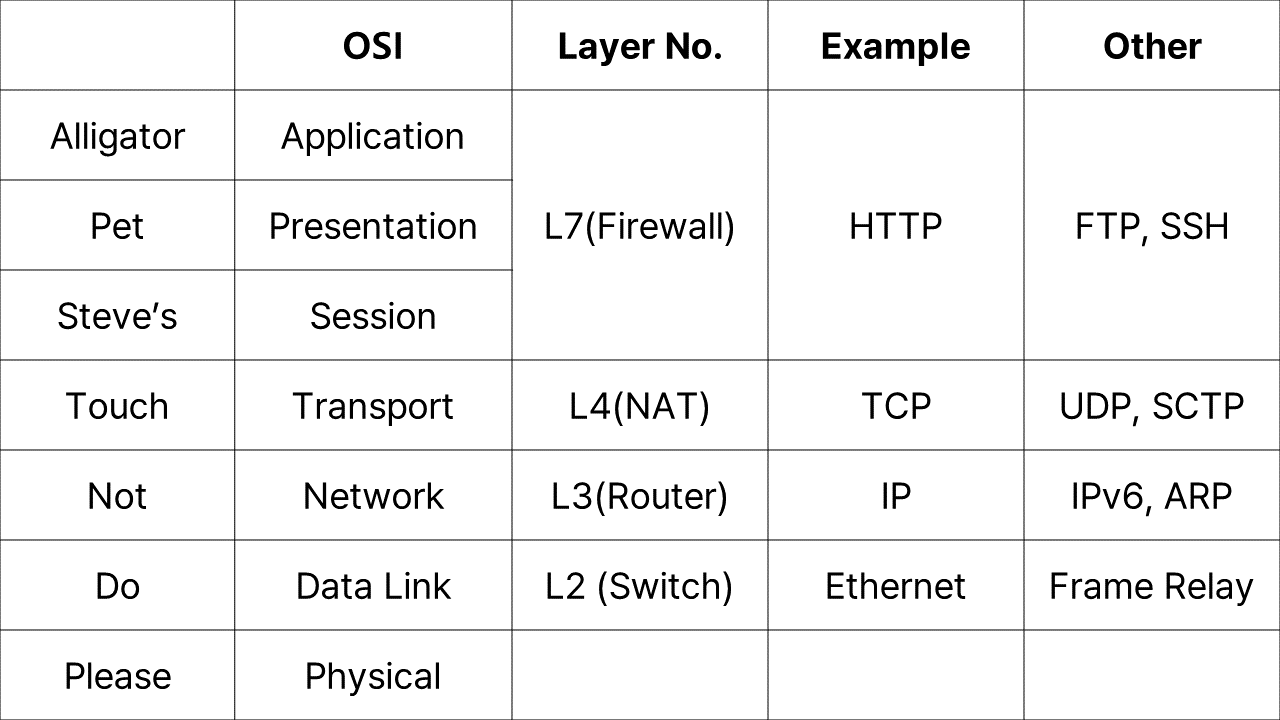 OSI Layer No. Example Other
Alligator Application
Pet Presentation L7(Firewall) HTTP FTP, SSH
Steve’s Session
Touch Transport L4(NAT) TCP UDP, SCTP
Not Network L3(Router) IP IPv6, ARP
Do Data Link L2 (Switch) Ethernet Frame Relay
Please Physical